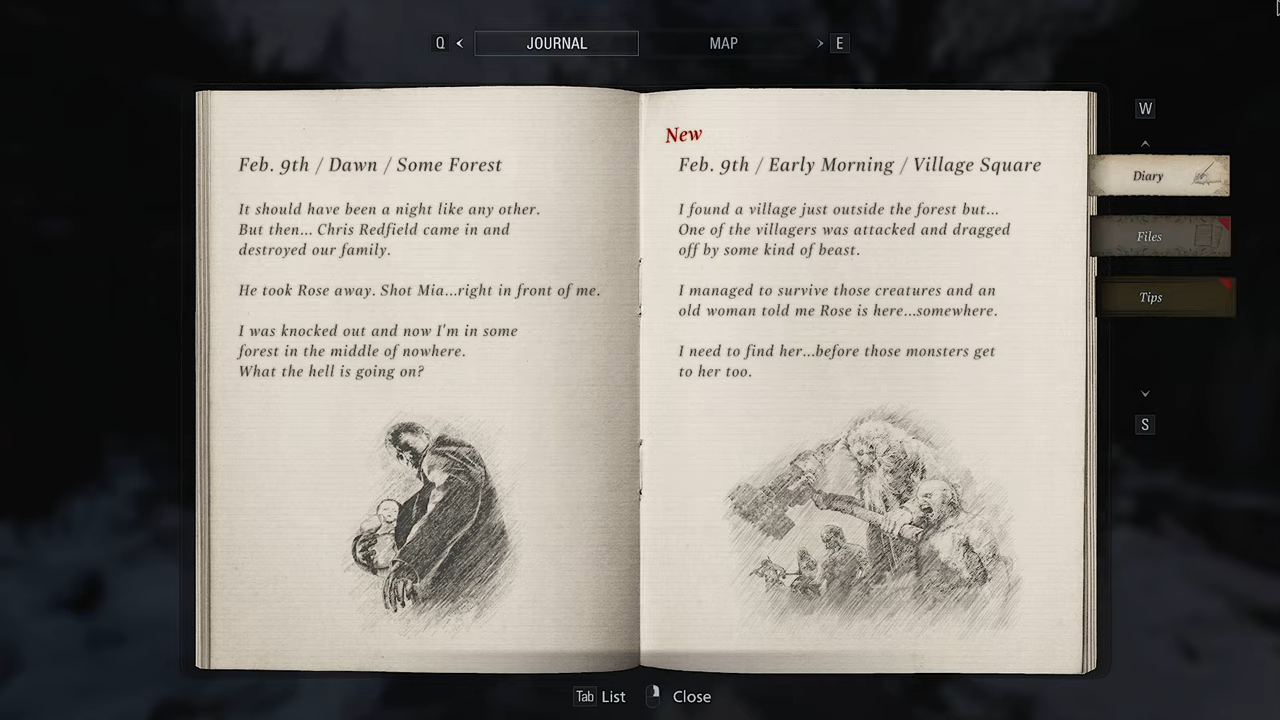 Q
JOURNAL
MAP
E
W
New
Feb. 9th / Dawn / Some Forest
It should have been a night like any other.
But then... Chris Redfield came in and
destroyed our family.
He took Rose away. Shot Mia...right in front of me.
I was knocked out and now I'm in some
forest in the middle of nowhere.
What the hell is going on?
Feb. 9th / Early Morning / Village Square
I found a village just outside the forest but...
One of the villagers was attacked and dragged
off by some kind of beast.
I managed to survive those creatures and an
old woman told me Rose is here...somewhere.
I need to find her...before those monsters get
to her too.
Diary
Files
Tips
S
Tab List
Close